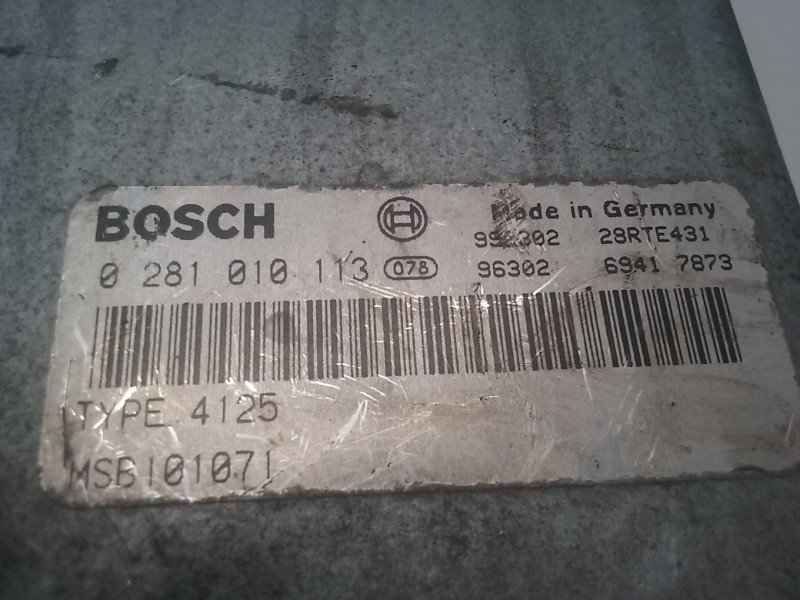 BOSCH
Made in Germany
28RTE431
0 281 010 113 078 96302 6941 7873
TYPE 4125
MSB101071